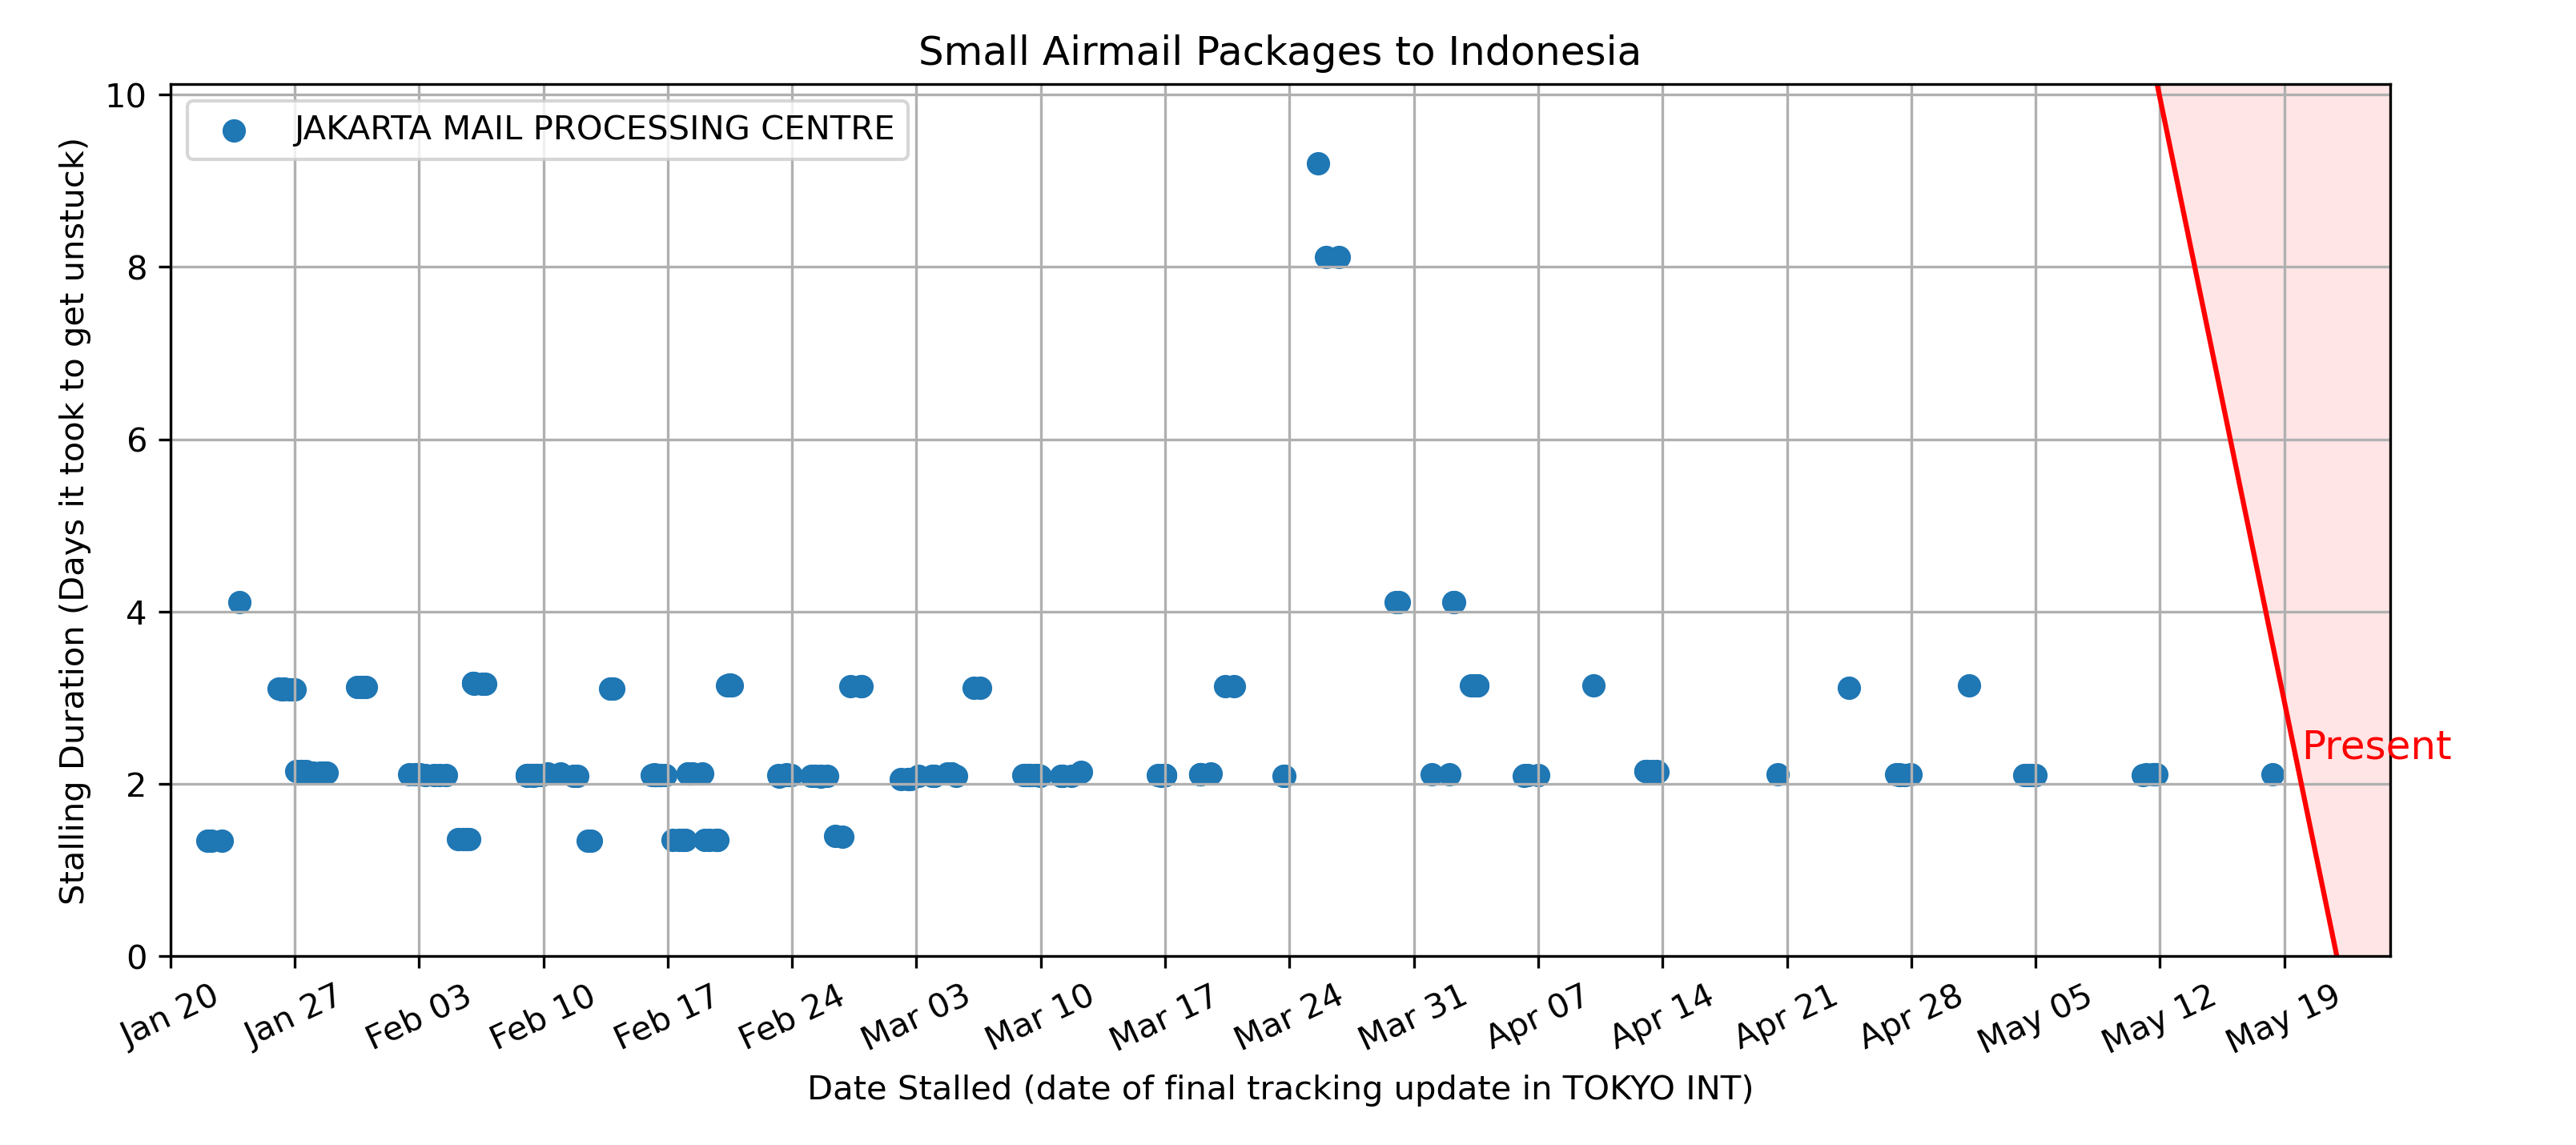 Small Airmail Packages to Indonesia
JAKARTA MAIL PROCESSING CENTRE
Stalling Duration (Days it took to get unstuck)
10
8
6
4
2
0
Present
Jan 20
Jan 27
Feb 03
Feb 10
Feb 17
Feb 24
Mar 03
Mar 10
Mar 17
Mar 24
Mar 31
Apr 07
Apr 14
Apr 21
Apr 28
May 05
May 12
May 19
Date Stalled (date of final tracking update in TOKYO INT)